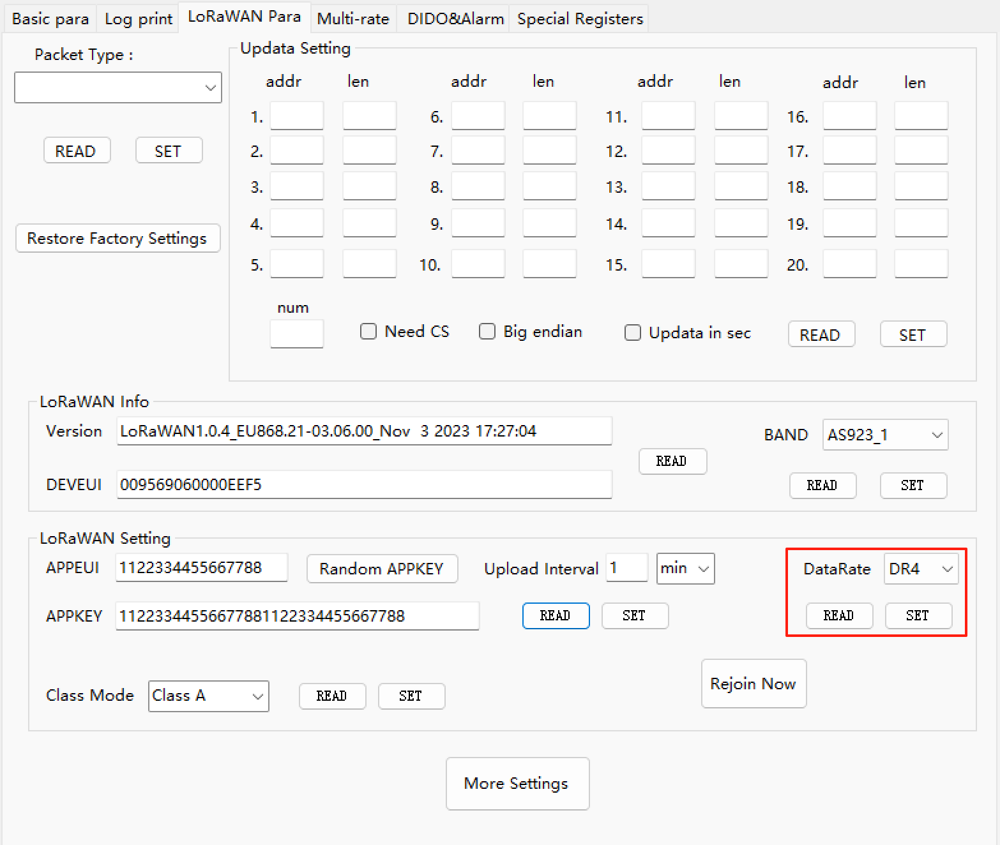 Basic para Log print LoRaWAN Para Multi-rate DIDO&Alarm Special Registers
Packet Type :
READ SET
Restore Factory Settings
Updata Setting
addr len addr len addr len addr len
1. 6. 11. 16.
2. 7. 12. 17.
3. 8. 13. 18.
4. 9. 14. 19.
5. 10. 15. 20.
num
Need CS Big endian Updata in sec READ SET
LoRaWAN Info
Version LoRaWAN1.0.4_EU868.21-03.06.00_Nov  3 2023 17:27:04 BAND AS923_1
READ
DEVEUI 009569060000EEF5 READ SET
LoRaWAN Setting
APPEUI 1122334455667788 Random APPKEY Upload Interval 1 min DataRate DR4
APPKEY 11223344556677881122334455667788 READ SET READ SET
Class Mode Class A READ SET Rejoin Now
More Settings